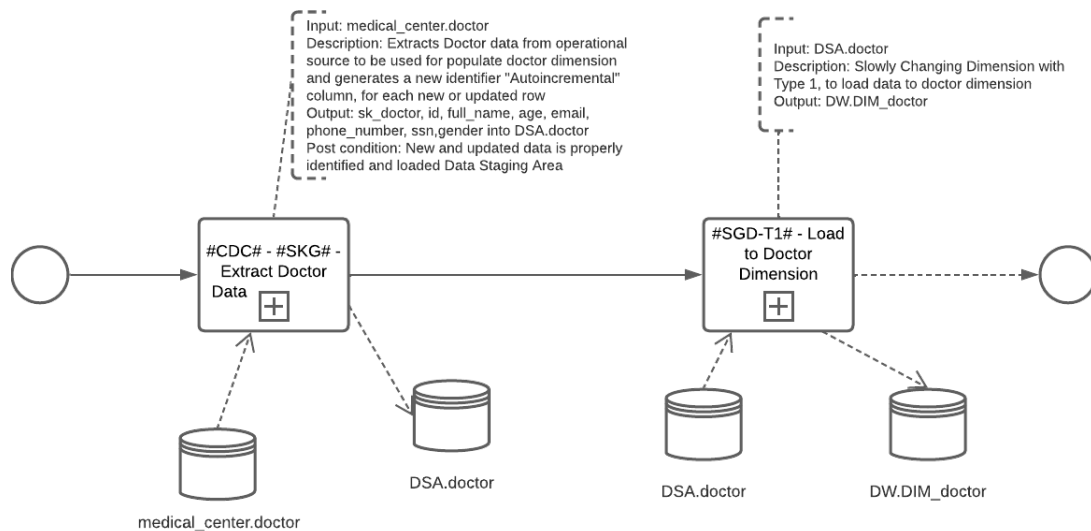 Input: medical_center.doctor
Description: Extracts Doctor data from operational
source to be used for populate doctor dimension
and generates a new identifier "Autoincremental"
column, for each new or updated row
Output: sk_doctor, id, full_name, age, email,
phone_number, ssn,gender into DSA.doctor
Post condition: New and updated data is properly
identified and loaded Data Staging Area
Input: DSA.doctor
Description: Slowly Changing Dimension with
Type 1, to load data to doctor dimension
Output: DW.DIM_doctor
#CDC# - #SKG# -
Extract Doctor
Data
#SGD-T1# - Load
to Doctor
Dimension
medical_center.doctor
DSA.doctor
DSA.doctor
DW.DIM_doctor